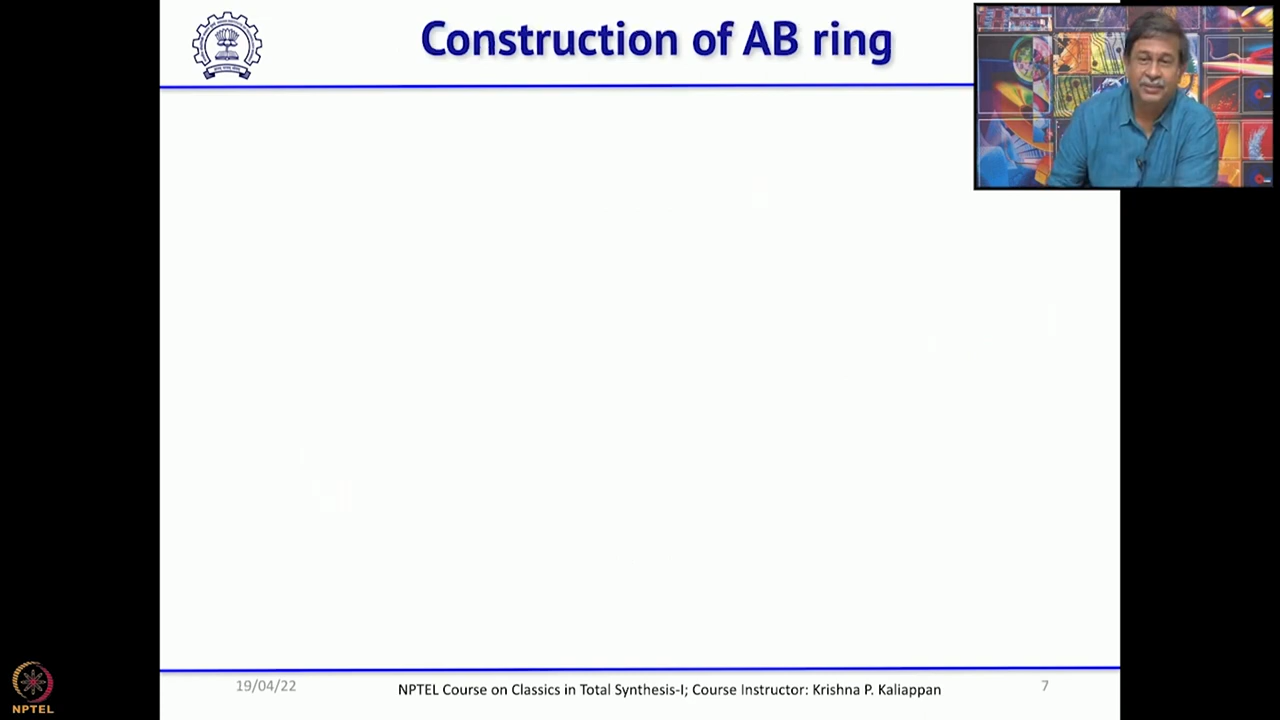 Construction of AB ring
19/04/22
NPTEL Course on Classics in Total Synthesis-I; Course Instructor: Krishna P. Kaliappan
7
NPTEL